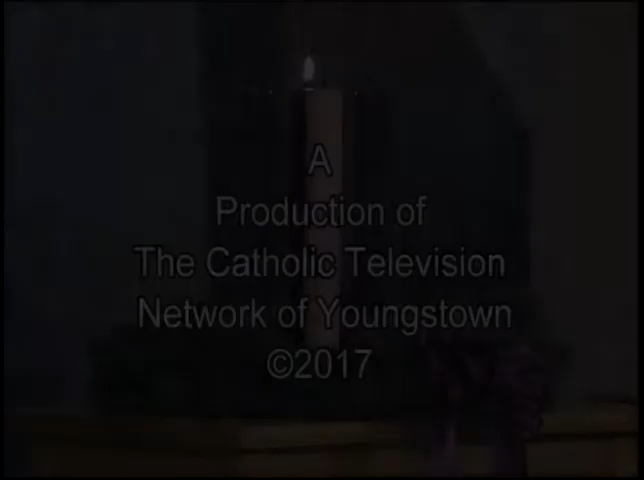 A
Production of
The Catholic Television
Network of Youngstown
©2017